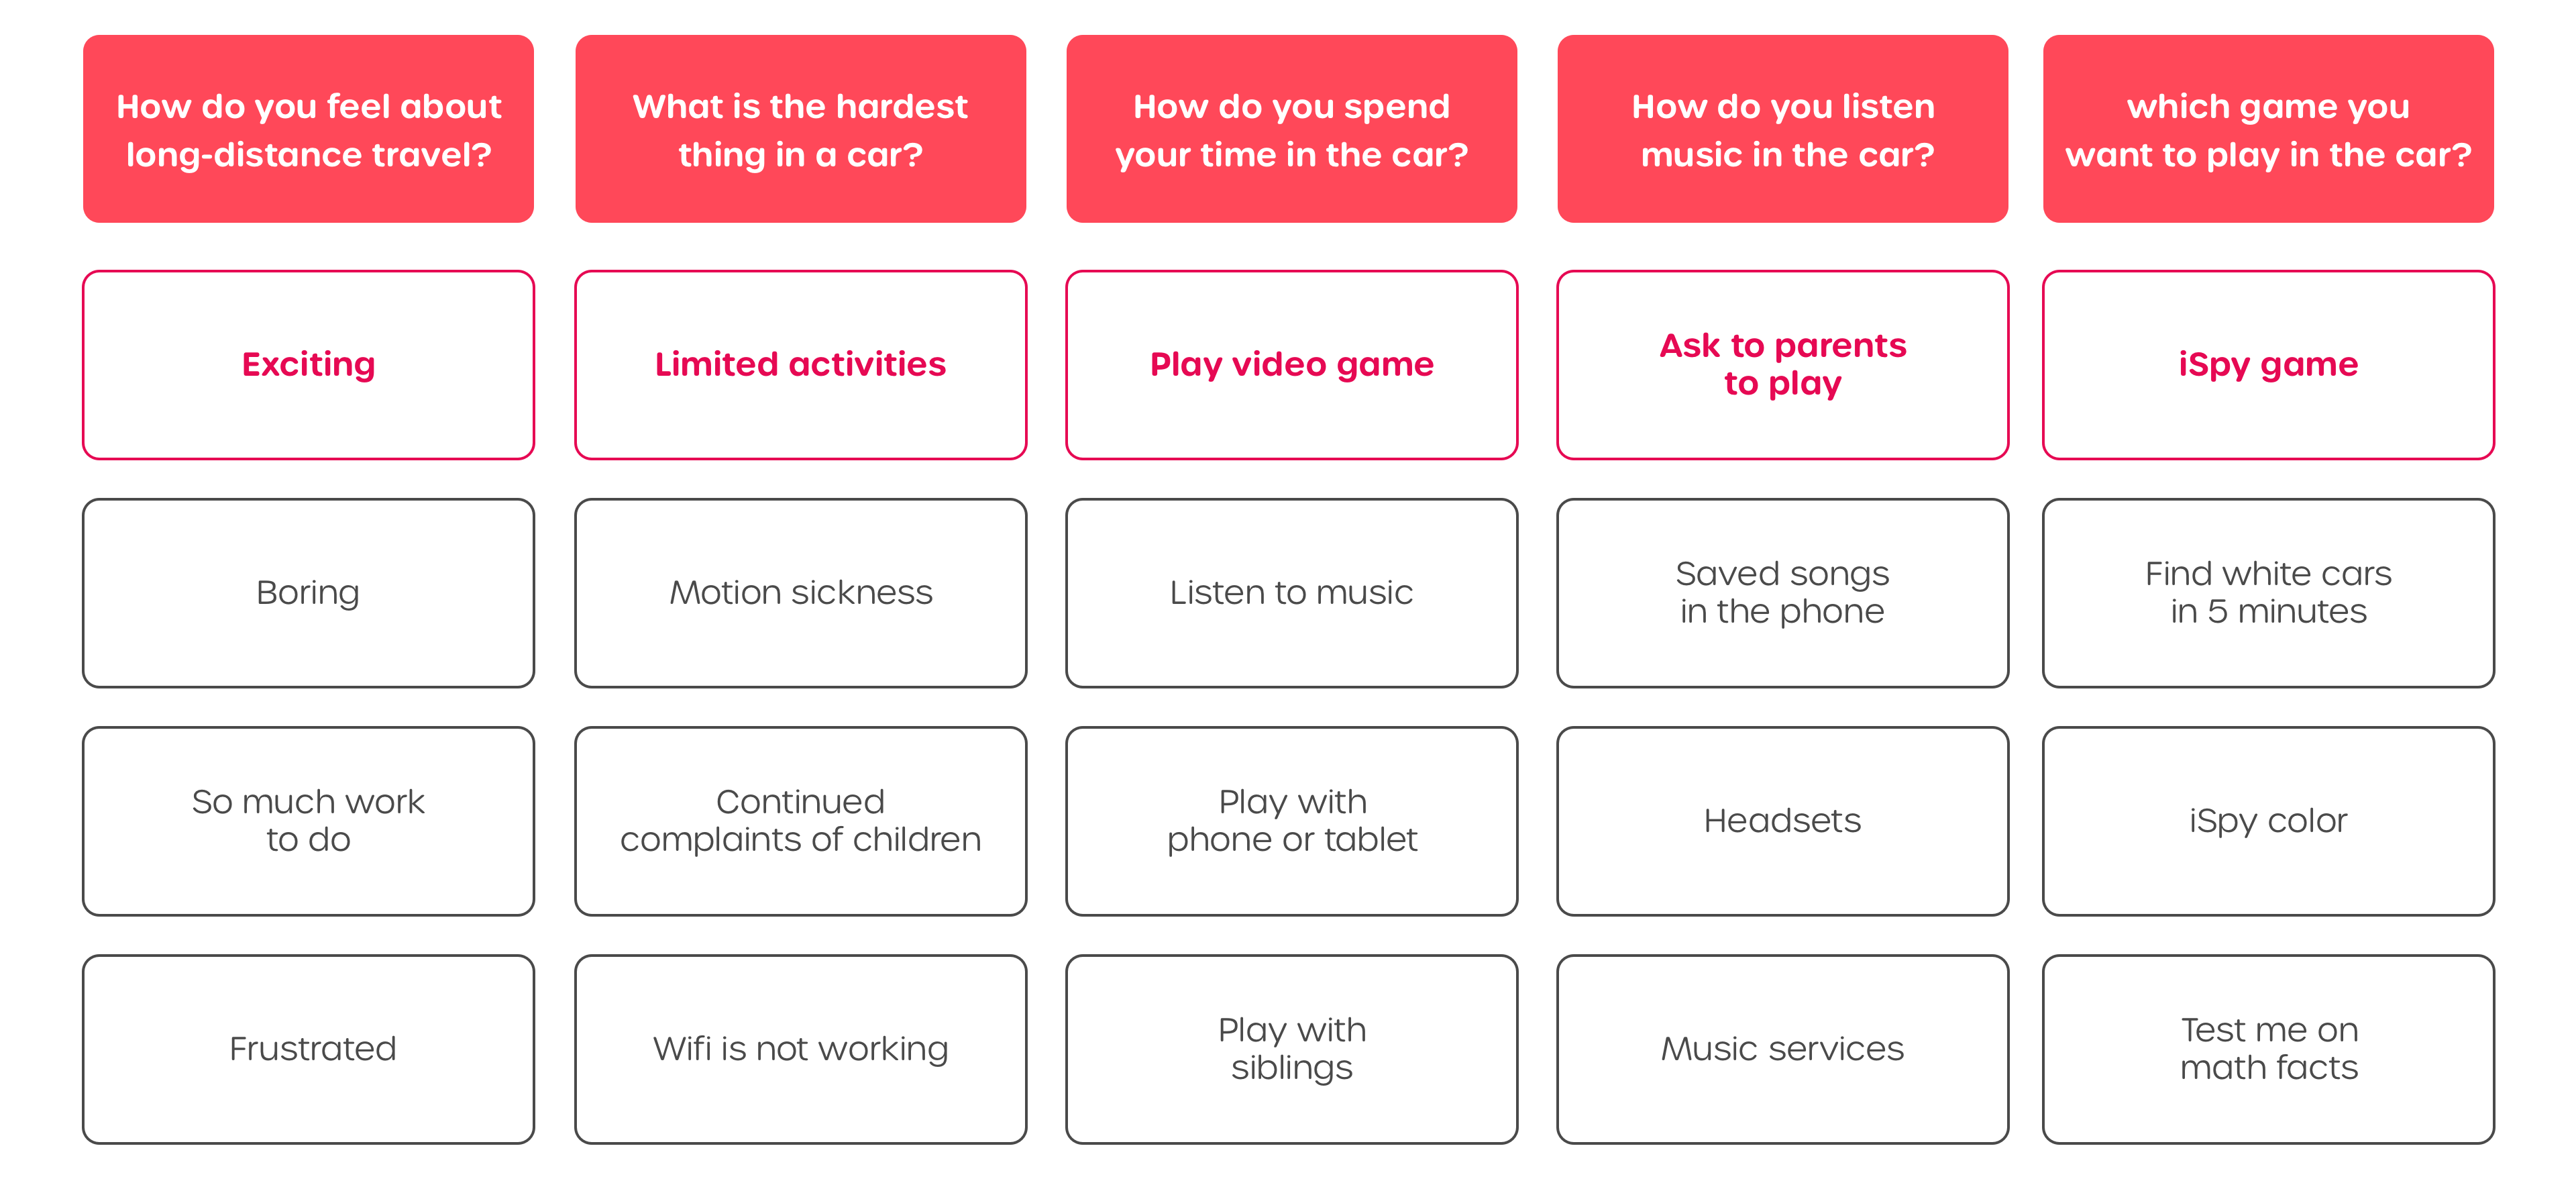 How do you feel about
long-distance travel?
What is the hardest
thing in a car?
How do you spend
your time in the car?
How do you listen
music in the car?
which game you
want to play in the car?
Exciting
Limited activities
Play video game
Ask to parents
to play
iSpy game
Boring
Motion sickness
Listen to music
Saved songs
in the phone
Find white cars
in 5 minutes
So much work
to do
Continued
complaints of children
Play with
phone or tablet
Headsets
iSpy color
Frustrated
Wifi is not working
Play with
siblings
Music services
Test me on
math facts